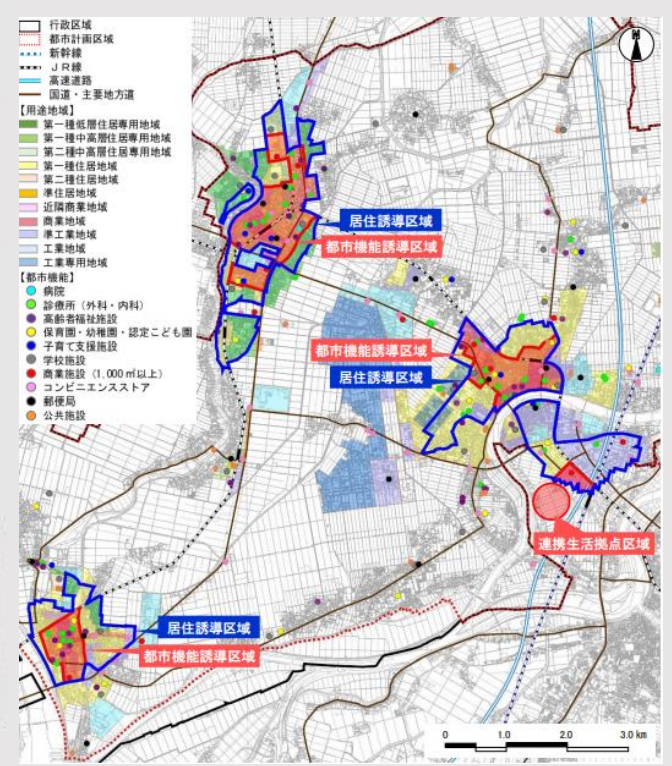 行政区域
都市計画区域
新幹線
ＪＲ線
高速道路
国道・主要地方道
【用途地域】
第一種低層住居専用地域
第一種中高層住居専用地域
第二種中高層住居専用地域
第一種住居地域
第二種住居地域
準住居地域
近隣商業地域
商業地域
準工業地域
工業地域
工業専用地域
【都市機能】
病院
診療所（外科・内科）
高齢者福祉施設
保育園・幼稚園・認定こども園
子育て支援施設
学校施設
商業施設（1,000㎡以上）
コンビニエンスストア
郵便局
公共施設
N
居住誘導区域
都市機能誘導区域
都市機能誘導区域
居住誘導区域
連携生活拠点区域
居住誘導区域
都市機能誘導区域
0 1.0 2.0 3.0 km